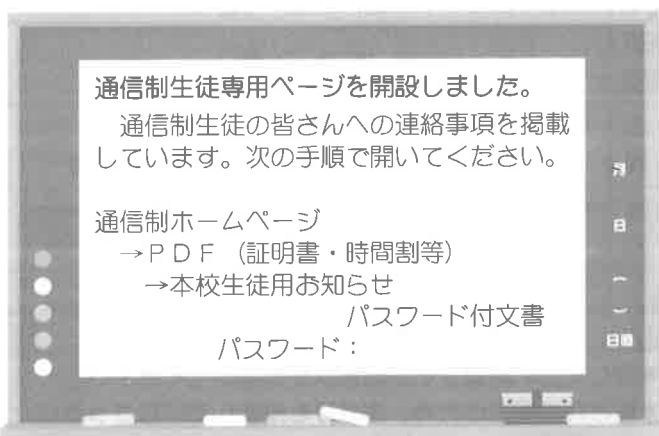 通信制生徒専用ページを開設しました。
　通信制生徒の皆さんへの連絡事項を掲載
しています。次の手順で開いてください。
通信制ホームページ
→ＰＤＦ（証明書・時間割等）
→本校生徒用お知らせ
パスワード付文書
パスワード：
月
日
（
）
日直